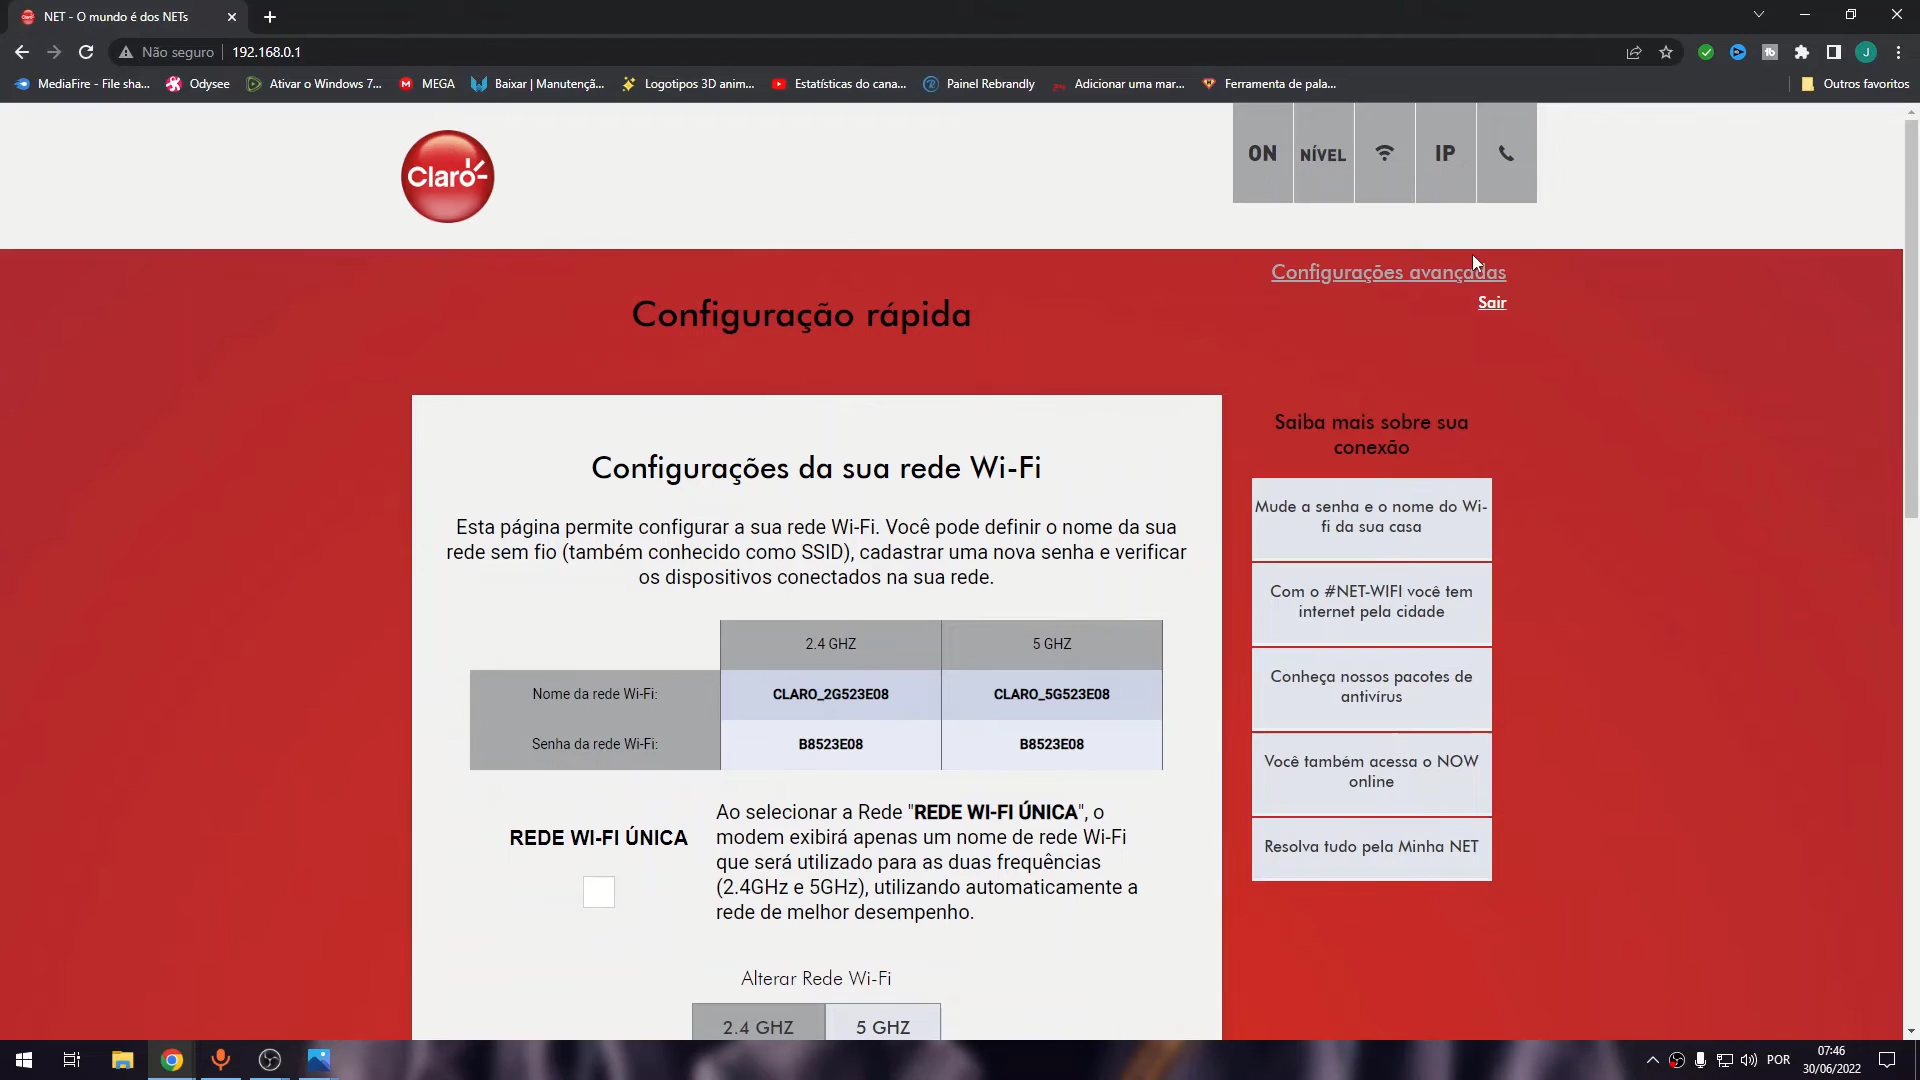 NET - O mundo é dos NETs
Não seguro
192.168.0.1
MediaFire - File sha...
Odysee
Ativar o Windows 7...
MEGA
Baixar | Manutenç...
Logotipos 3D anim...
Estatísticas do cana...
Painel Rebrandly
Adicionar uma mar...
Ferramenta de pala...
Outros favoritos
Claro
ON
NÍVEL
IP
Configurações avançadas
Sair
Configuração rápida
Configurações da sua rede Wi-Fi
Esta página permite configurar a sua rede Wi-Fi. Você pode definir o nome da sua
rede sem fio (também conhecido como SSID), cadastrar uma nova senha e verificar
os dispositivos conectados na sua rede.
2.4 GHZ
5 GHZ
Nome da rede Wi-Fi:
CLARO_2G523E08
CLARO_5G523E08
Senha da rede Wi-Fi:
B8523E08
B8523E08
REDE WI-FI ÚNICA
Ao selecionar a Rede "REDE WI-FI ÚNICA", o
modem exibirá apenas um nome de rede Wi-Fi
que será utilizado para as duas frequências
(2.4GHz e 5GHz), utilizando automaticamente a
rede de melhor desempenho.
Alterar Rede Wi-Fi
2.4 GHZ
5 GHZ
Saiba mais sobre sua
conexão
Mude a senha e o nome do Wi-
fi da sua casa
Com o #NET-WIFI você tem
internet pela cidade
Conheça nossos pacotes de
antivírus
Você também acessa o NOW
online
Resolva tudo pela Minha NET
POR
07:46
30/06/2022